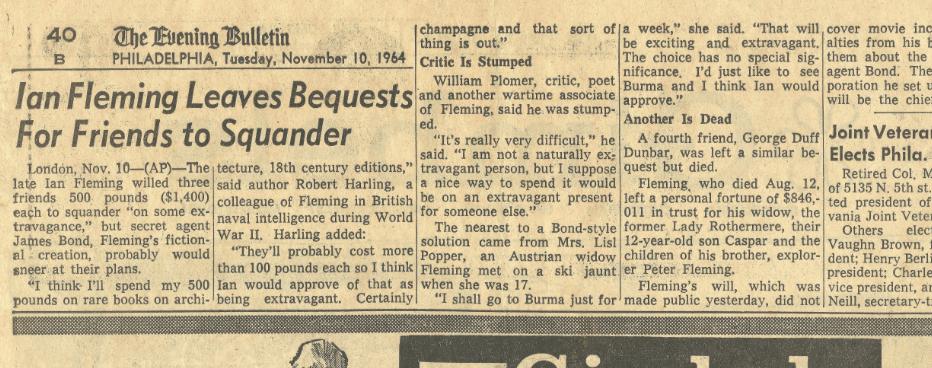 40
B
The Evening Bulletin
PHILADELPHIA, Tuesday, November 10, 1964
Ian Fleming Leaves Bequests
For Friends to Squander
London, Nov. 10—(AP)—The
late Ian Fleming willed three
friends 500 pounds ($1,400)
each to squander "on some ex-
travagance," but secret agent
James Bond, Fleming's fiction-
al creation, probably would
sneer at their plans.
"I think I'll spend my 500
pounds on rare books on archi-
tecture, 18th century editions,"
said author Robert Harling, a
colleague of Fleming in British
naval intelligence during World
War II. Harling added:
"They'll probably cost more
than 100 pounds each so I think
Ian would approve of that as
being extravagant. Certainly
champagne and that sort of
thing is out."
Critic Is Stumped
William Plomer, critic, poet
and another wartime associate
of Fleming, said he was stump-
ed.
"It's really very difficult," he
said. "I am not a naturally ex-
travagant person, but I suppose
a nice way to spend it would
be on an extravagant present
for someone else."
The nearest to a Bond-style
solution came from Mrs. Lisl
Popper, an Austrian widow
Fleming met on a ski jaunt
when she was 17.
"I shall go to Burma just for
a week," she said. "That will
be exciting and extravagant.
The choice has no special sig-
nificance. I'd just like to see
Burma and I think Ian would
approve."
Another Is Dead
A fourth friend, George Duff
Dunbar, was left a similar be-
quest but died.
Fleming, who died Aug. 12,
left a personal fortune of $846,-
011 in trust for his widow, the
former Lady Rothermere, their
12-year-old son Caspar and the
children of his brother, explor-
er Peter Fleming.
Fleming's will, which was
made public yesterday, did not
cover movie
alties from his
them about the
agent Bond. The
poration he set
will be the
Joint
Elects Phila.
Retired Col.
of 5135 N. 5th st.
ted president of
vania Joint
Others
Vaughn Brown,
dent; Henry
president;
vice president,
Neill,